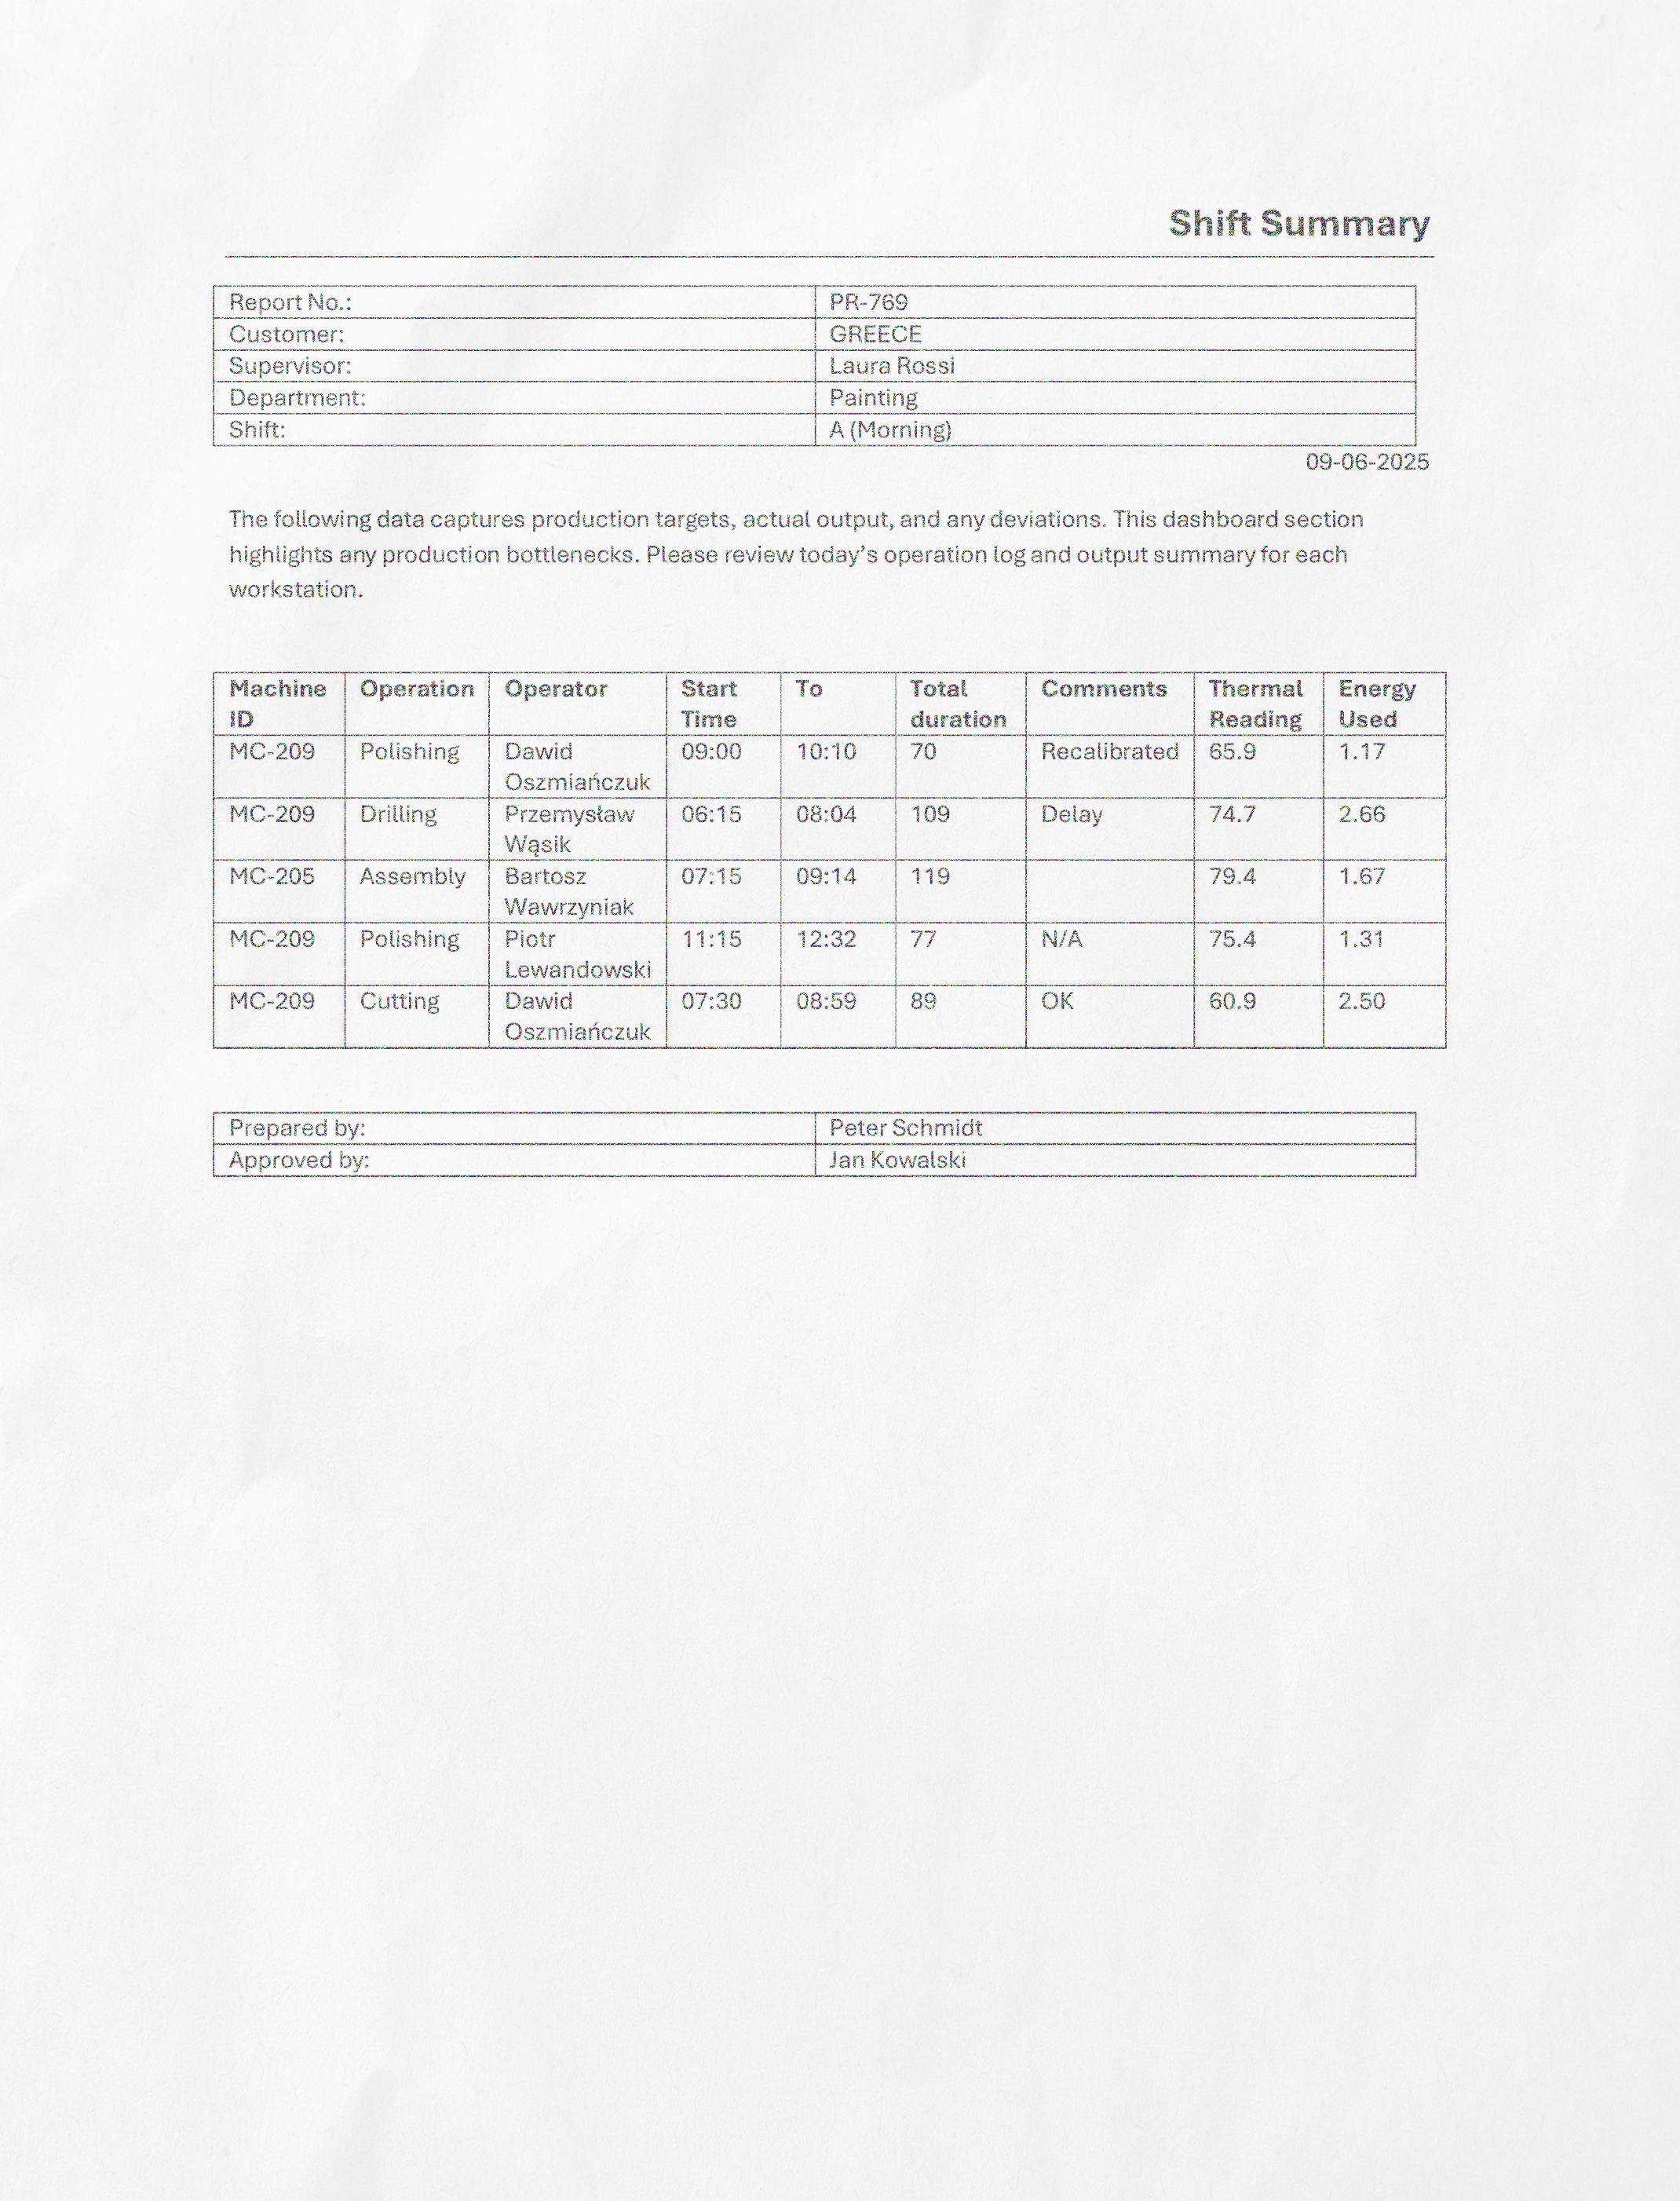 Shift Summary
Report No.: PR-769
Customer: GREECE
Supervisor: Laura Rossi
Department: Painting
Shift: A (Morning)
09-06-2025
The following data captures production targets, actual output, and any deviations. This dashboard section
highlights any production bottlenecks. Please review today's operation log and output summary for each
workstation.
Machine ID Operation Operator Start Time To Total duration Comments Thermal Reading Energy Used
MC-209 Polishing Dawid Oszmiańczuk 09:00 10:10 70 Recalibrated 65.9 1.17
MC-209 Drilling Przemysław Wąsik 06:15 08:04 109 Delay 74.7 2.66
MC-205 Assembly Bartosz Wawrzyniak 07:15 09:14 119 79.4 1.67
MC-209 Polishing Piotr Lewandowski 11:15 12:32 77 N/A 75.4 1.31
MC-209 Cutting Dawid Oszmiańczuk 07:30 08:59 89 OK 60.9 2.50
Prepared by: Peter Schmidt
Approved by: Jan Kowalski